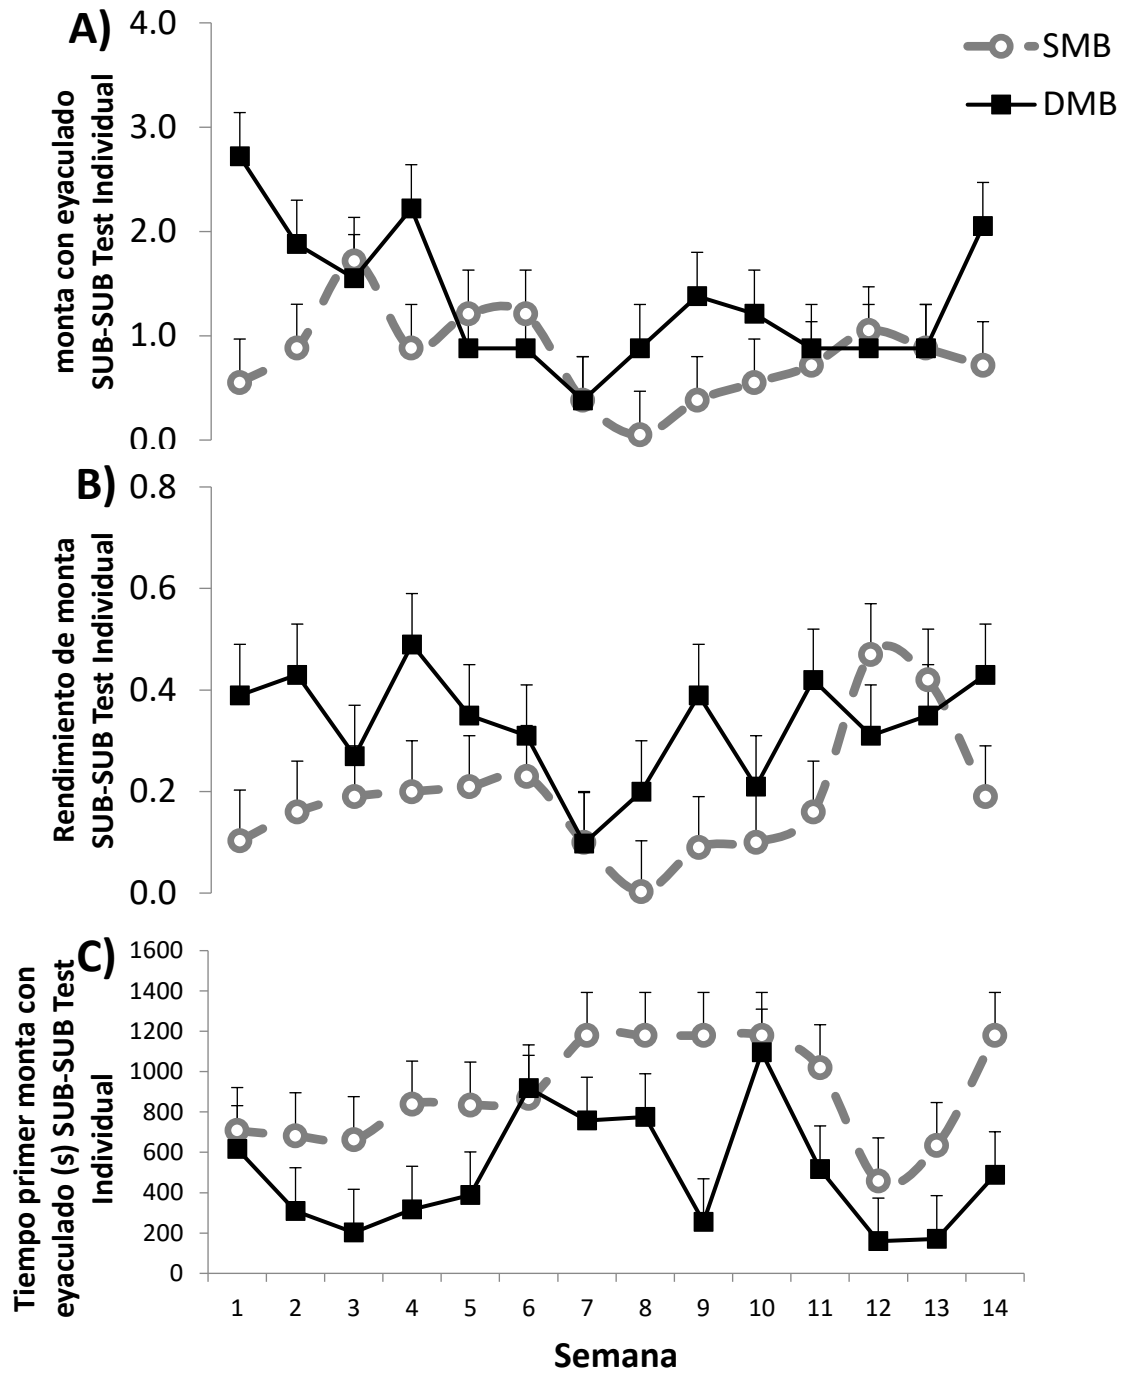 A)
monta con eyaculado
SUB-SUB Test Individual
4.0
3.0
2.0
1.0
0.0
SMB
DMB
B)
Rendimiento de monta
SUB-SUB Test Individual
0.8
0.6
0.4
0.2
0.0
C)
Tiempo primer monta con
eyaculado (s) SUB-SUB Test
Individual
1600
1400
1200
1000
800
600
400
200
0
1 2 3 4 5 6 7 8 9 10 11 12 13 14
Semana